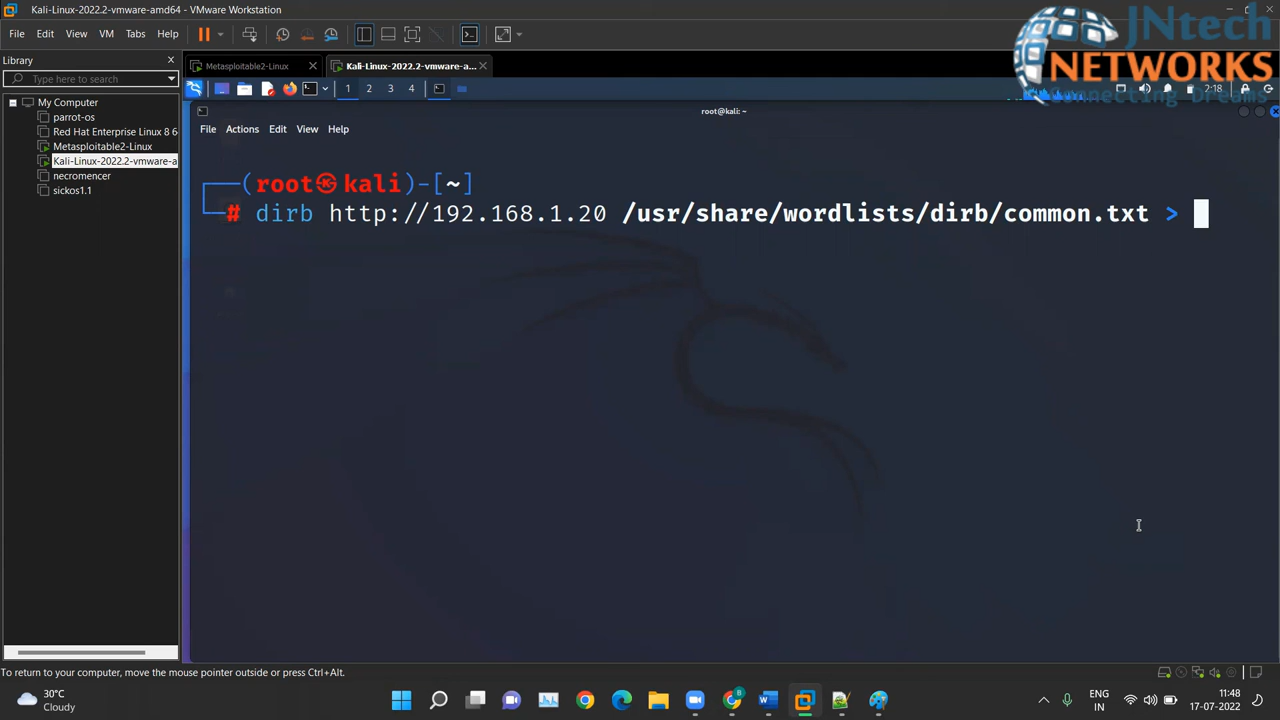 Kali-Linux-2022.2-vmware-amd64 - VMware Workstation
File Edit View VM Tabs Help
JNtech
NETWORKS
Connecting Dreams
Library
Type here to search
My Computer
parrot-os
Red Hat Enterprise Linux 8 6-
Metasploitable2-Linux
Kali-Linux-2022.2-vmware-a
necromencer
sickos1.1
Metasploitable2-Linux
Kali-Linux-2022.2-vmware-a...
1 2 3 4
2:18
root@kali: ~
File Actions Edit View Help
(root㉿kali)-[~]
# dirb http://192.168.1.20 /usr/share/wordlists/dirb/common.txt >
To return to your computer, move the mouse pointer outside or press Ctrl+Alt.
30°C
Cloudy
ENG
IN
11:48
17-07-2022